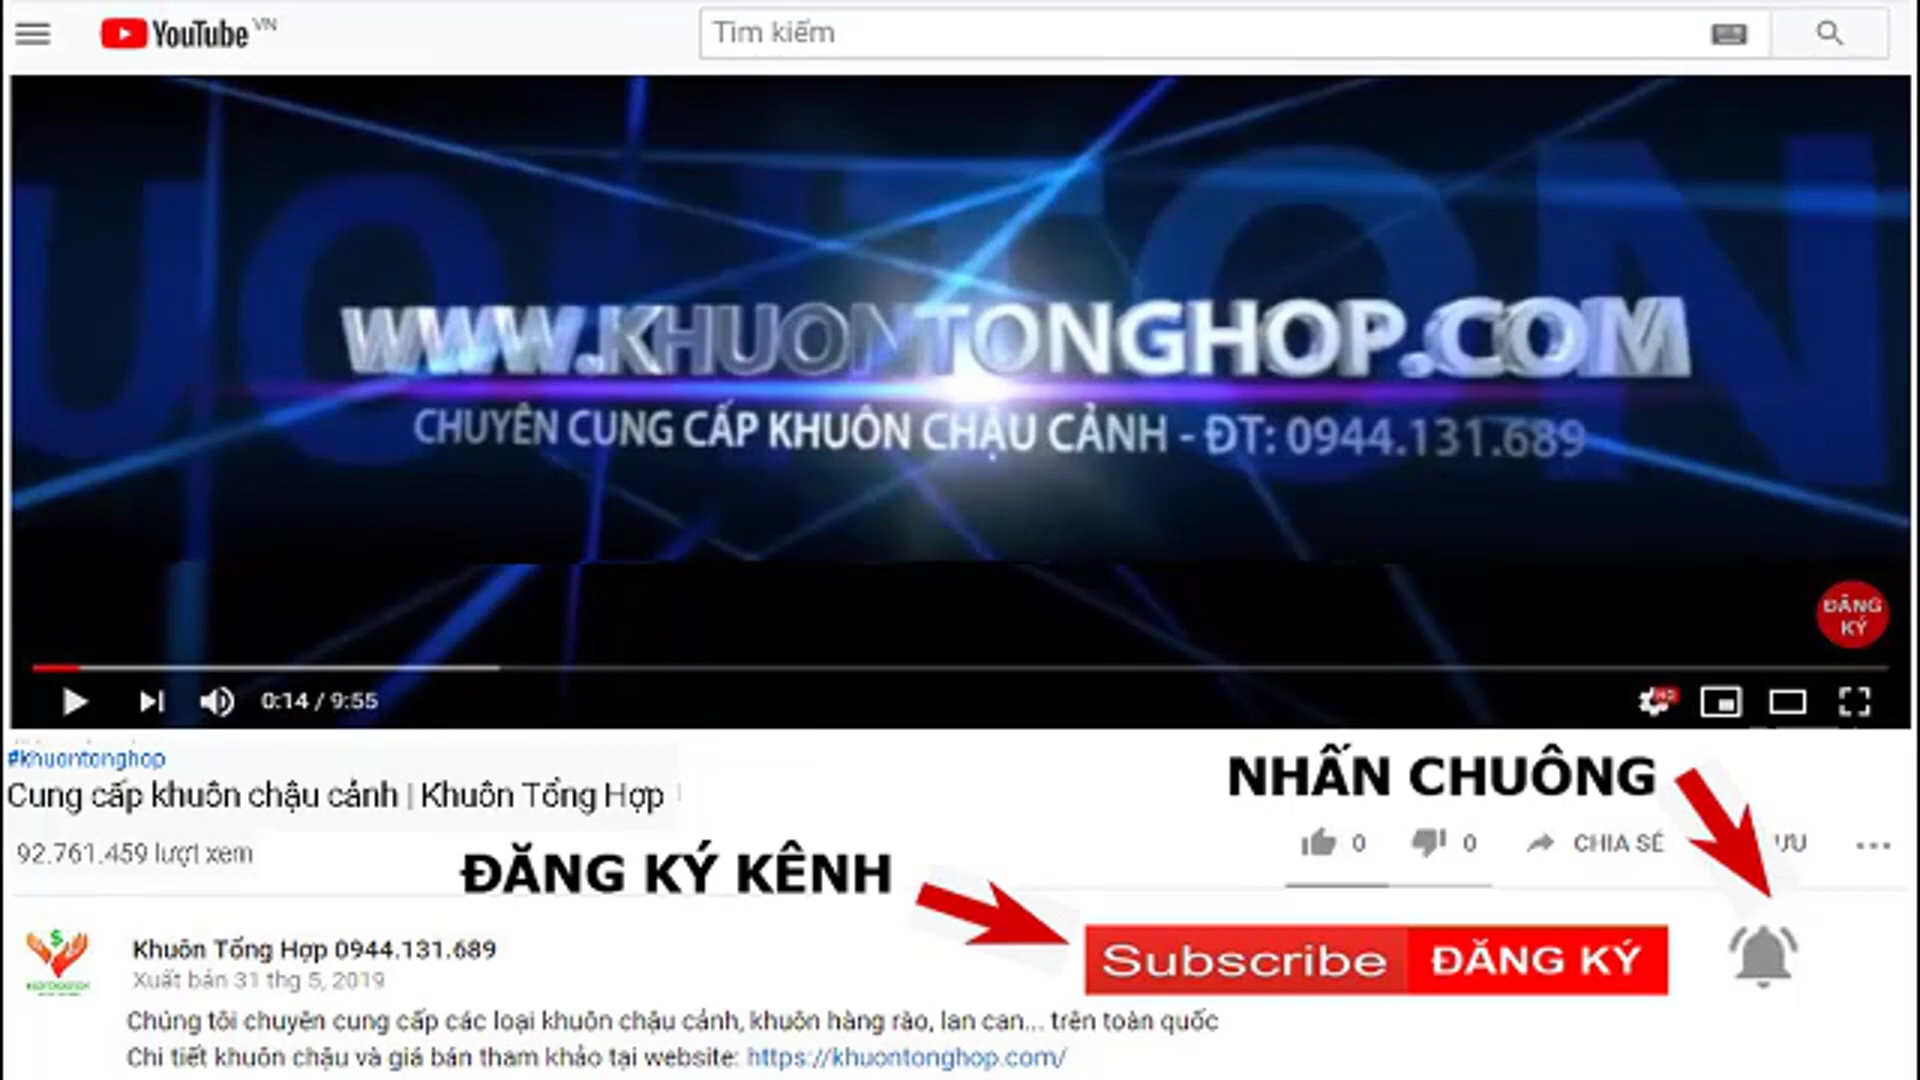 YouTube VN
Tìm kiếm
UONTON
WWW.KHUONTONGHOP.COM
CHUYÊN CUNG CẤP KHUÔN CHẬU CẢNH - ĐT: 0944.131.689
ĐĂNG
KÝ
0:14 / 9:55
HD
#khuontonghop
Cung cấp khuôn chậu cảnh | Khuôn Tổng Hợp
NHẤN CHUÔNG
92.761.459 lượt xem
0 0 CHIA SẺ
ĐĂNG KÝ KÊNH
Khuôn Tổng Hợp 0944.131.689
Xuất bản 31 thg 5, 2019
Subscribe ĐĂNG KÝ
Chúng tôi chuyên cung cấp các loại khuôn chậu cảnh, khuôn hàng rào, lan can... trên toàn quốc
Chi tiết khuôn chậu và giá bán tham khảo tại website: https://khuontonghop.com/